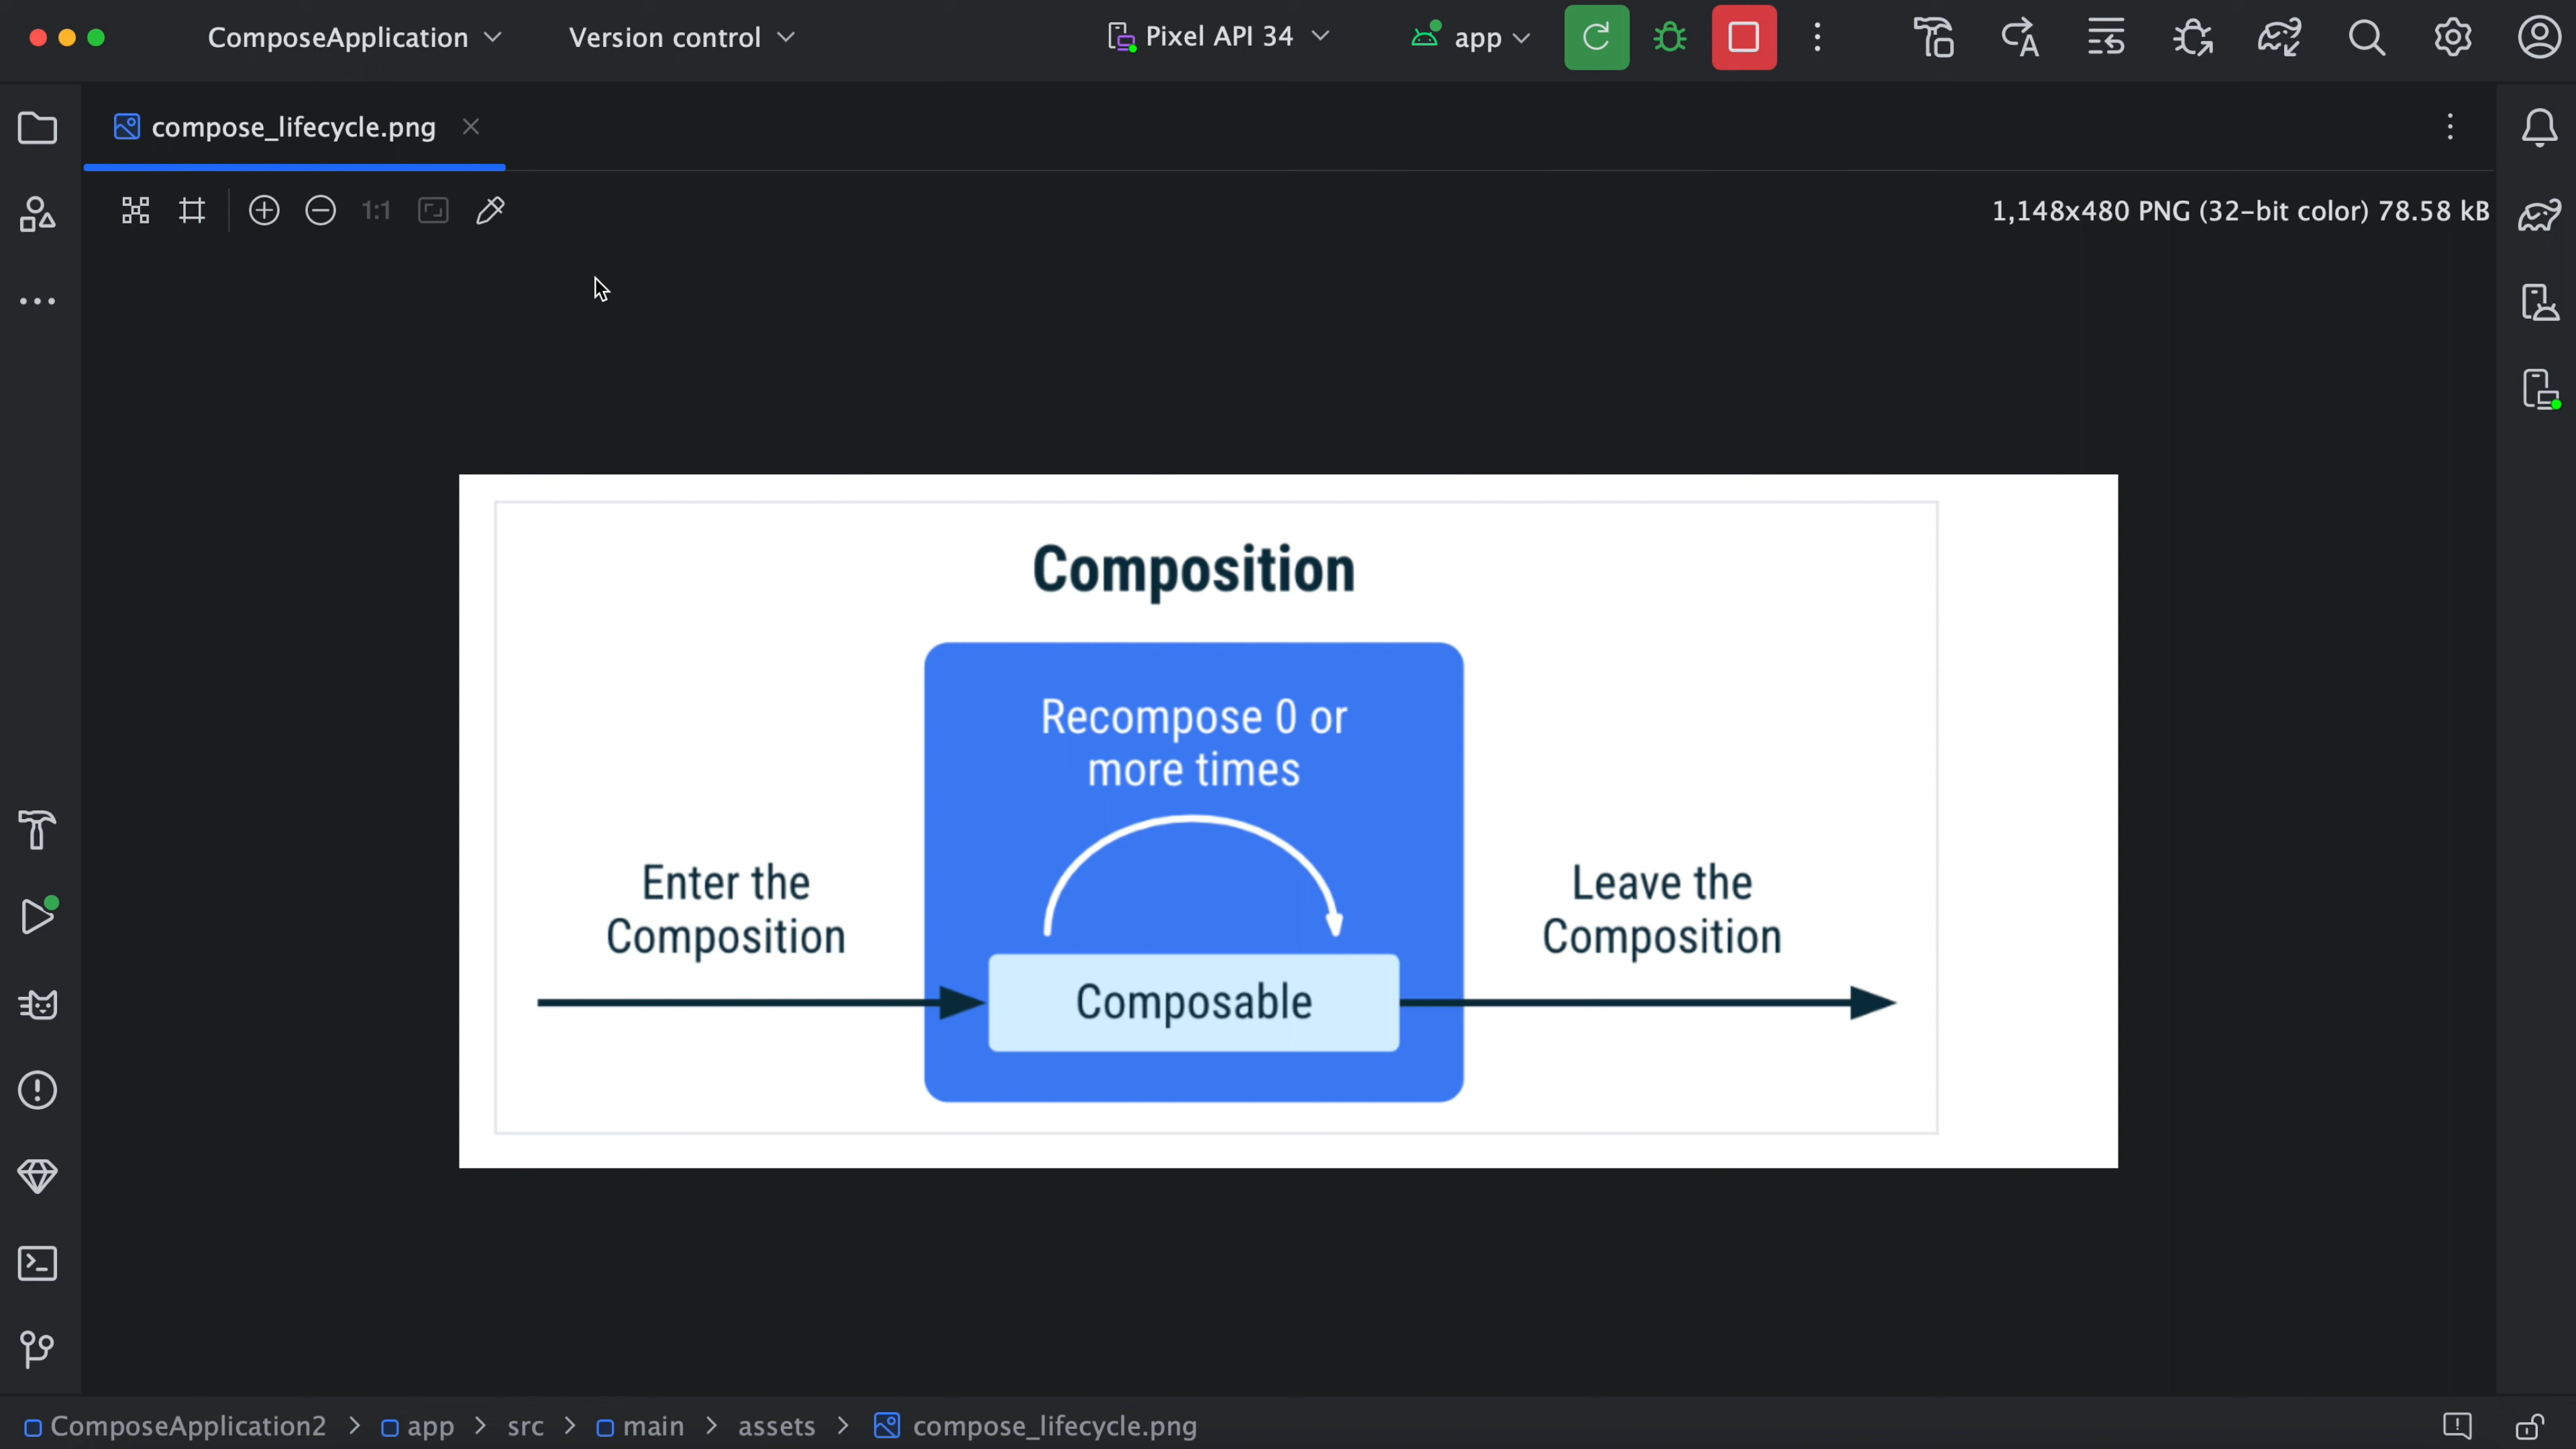 ComposeApplication
Version control
Pixel API 34
app
compose_lifecycle.png
1:1
1,148x480 PNG (32-bit color) 78.58 kB
Composition
Recompose 0 or
more times
Enter the
Composition
Leave the
Composition
Composable
ComposeApplication2 > app > src > main > assets > compose_lifecycle.png